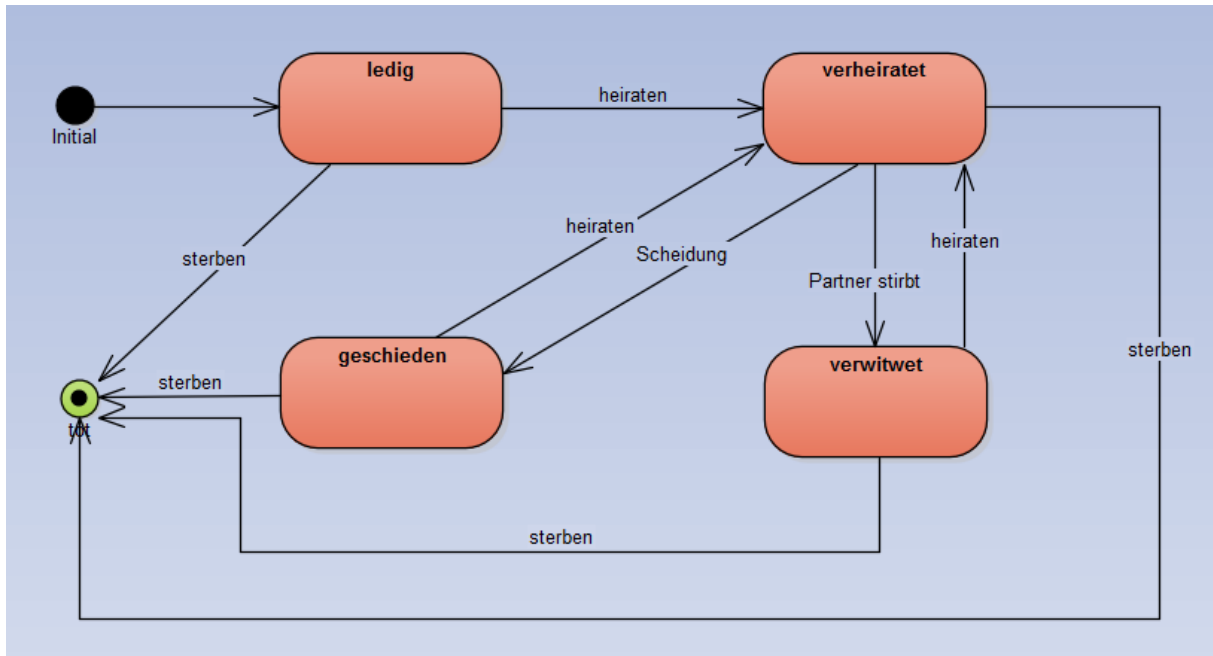 ledig
verheiratet
heiraten
Initial
heiraten
heiraten
Scheidung
sterben
Partner stirbt
geschieden
sterben
verwitwet
sterben
tot
sterben